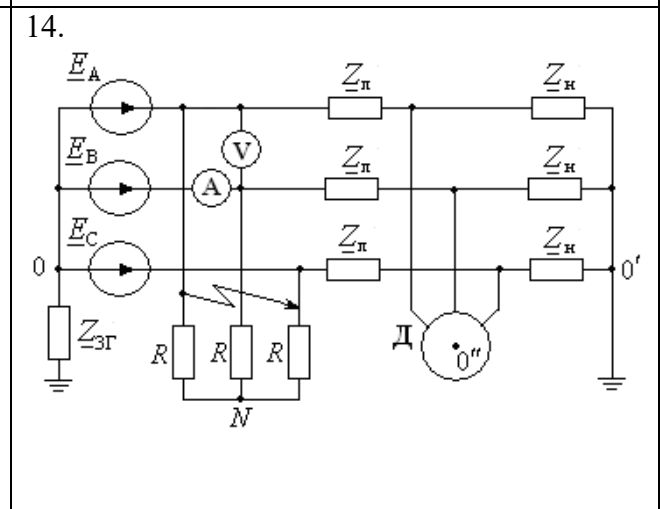 14.
E_A Z_л Z_н
V
E_B A Z_л Z_н
E_C Z_л Z_н
0 0′
Z_ЗГ R R R Д 0″
N